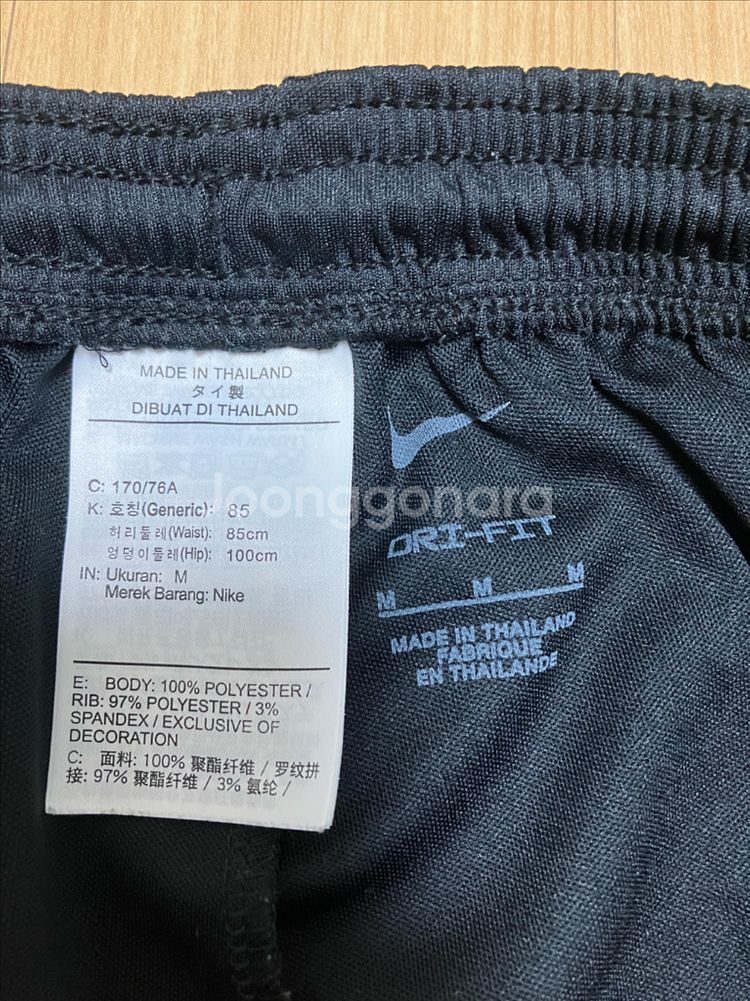 MADE IN THAILAND
タイ製
DIBUAT DI THAILAND
C: 170/76A
K: 호칭(Generic): 85
허리둘레(Waist): 85cm
엉덩이둘레(Hip): 100cm
IN: Ukuran: M
Merek Barang: Nike
E: BODY: 100% POLYESTER /
RIB: 97% POLYESTER / 3%
SPANDEX / EXCLUSIVE OF
DECORATION
C: 面料: 100% 聚酯纤维 / 罗纹拼
接: 97% 聚酯纤维 / 3% 氨纶 /
Joonggonara
DRI-FIT
M M M
MADE IN THAILAND
FABRIQUE
EN THAILANDE